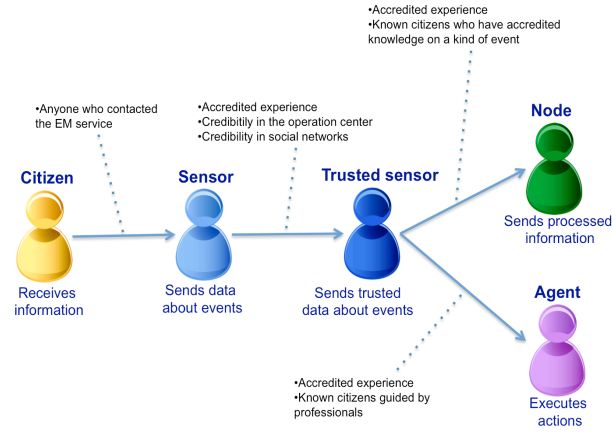 •Accredited experience
•Known citizens who have accredited
knowledge on a kind of event
•Anyone who contacted
the EM service
•Accredited experience
•Credibitily in the operation center
•Credibility in social networks
Node
Citizen
Sensor
Trusted sensor
Sends processed
information
Receives
information
Sends data
about events
Sends trusted
data about events
Agent
•Accredited experience
•Known citizens guided by
professionals
Executes
actions